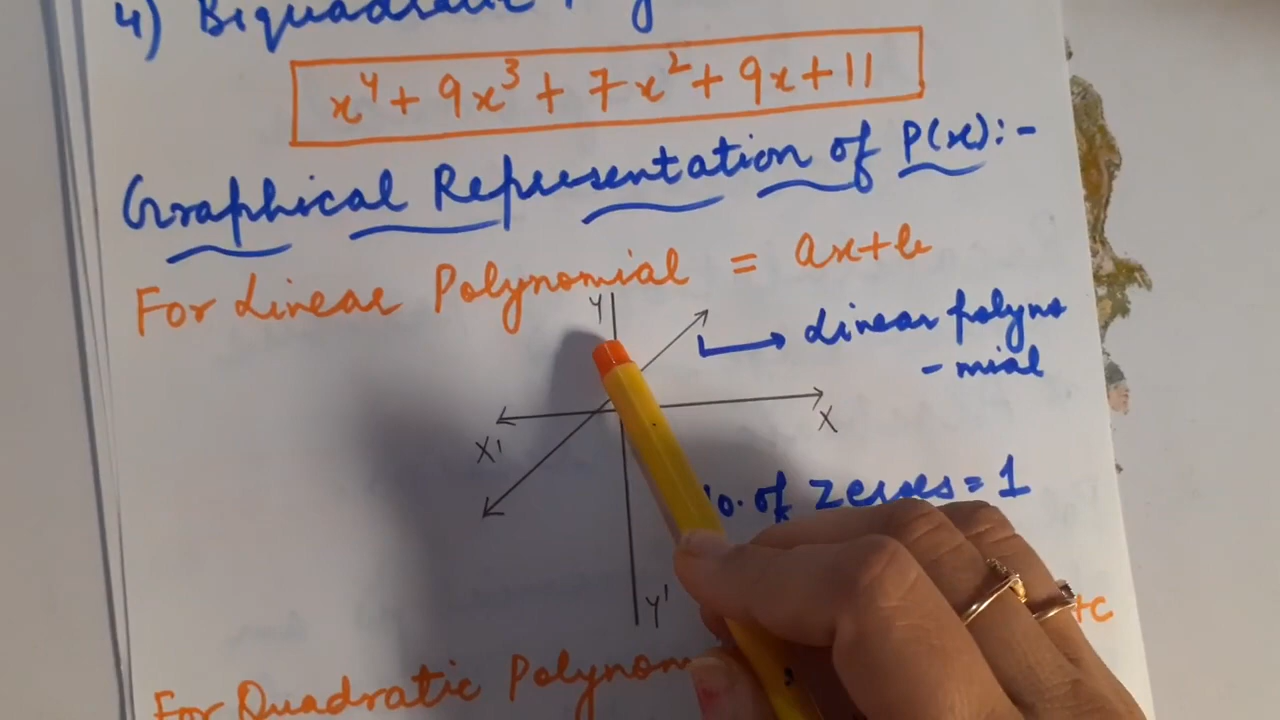 4) Biquadratic
x⁴ + 9x³ + 7x² + 9x + 11
Graphical Representation of P(x):-
For Linear Polynomial = ax+b
Y
Linear polyno
- mial
X' X
o. of zeroes = 1
Y'
+c
For Quadratic Polynom